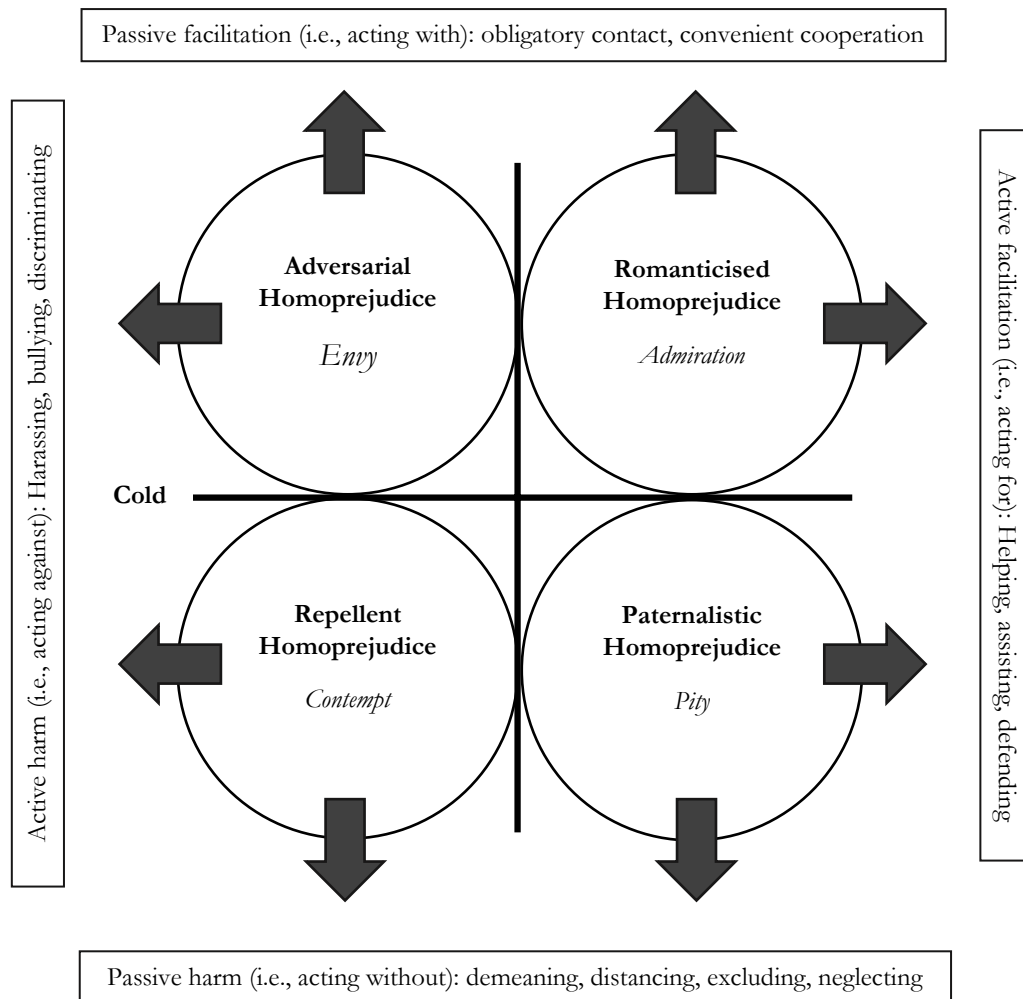 Passive facilitation (i.e., acting with): obligatory contact, convenient cooperation
Active harm (i.e., acting against): Harassing, bullying, discriminating
Adversarial
Homoprejudice
Envy
Romanticised
Homoprejudice
Admiration
Active facilitation (i.e., acting for): Helping, assisting, defending
Cold
Repellent
Homoprejudice
Contempt
Paternalistic
Homoprejudice
Pity
Passive harm (i.e., acting without): demeaning, distancing, excluding, neglecting